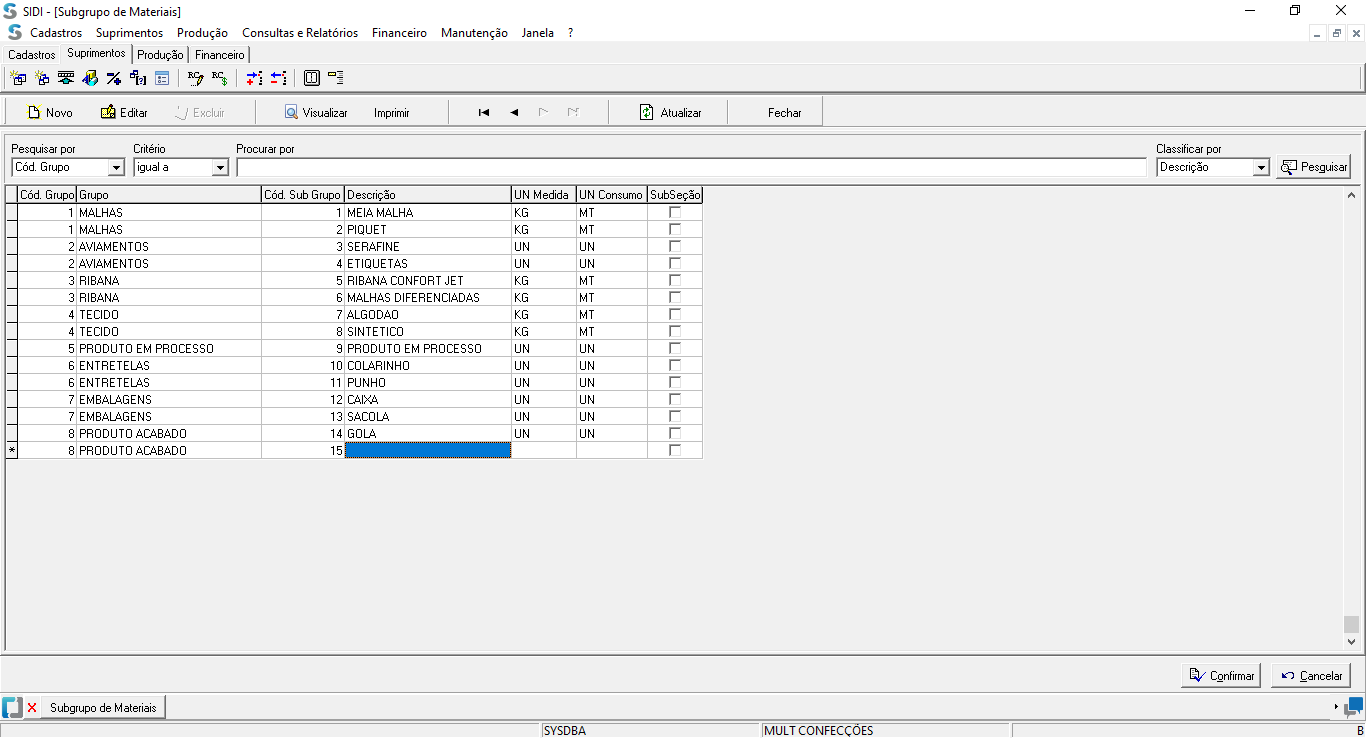 SIDI - [Subgrupo de Materiais]
Cadastros Suprimentos Produção Consultas e Relatórios Financeiro Manutenção Janela ?
Cadastros Suprimentos Produção Financeiro
Novo Editar Excluir Visualizar Imprimir Atualizar Fechar
Pesquisar por Critério Procurar por Classificar por
Cód. Grupo igual a Descrição Pesquisar
Cód. Grupo Grupo Cód. Sub Grupo Descrição UN Medida UN Consumo SubSeção
1 MALHAS 1 MEIA MALHA KG MT
1 MALHAS 2 PIQUET KG MT
2 AVIAMENTOS 3 SERAFINE UN UN
2 AVIAMENTOS 4 ETIQUETAS UN UN
3 RIBANA 5 RIBANA CONFORT JET KG MT
3 RIBANA 6 MALHAS DIFERENCIADAS KG MT
4 TECIDO 7 ALGODAO KG MT
4 TECIDO 8 SINTETICO KG MT
5 PRODUTO EM PROCESSO 9 PRODUTO EM PROCESSO UN UN
6 ENTRETELAS 10 COLARINHO UN UN
6 ENTRETELAS 11 PUNHO UN UN
7 EMBALAGENS 12 CAIXA UN UN
7 EMBALAGENS 13 SACOLA UN UN
8 PRODUTO ACABADO 14 GOLA UN UN
* 8 PRODUTO ACABADO 15
Confirmar Cancelar
Subgrupo de Materiais
SYSDBA MULT CONFECÇÕES B